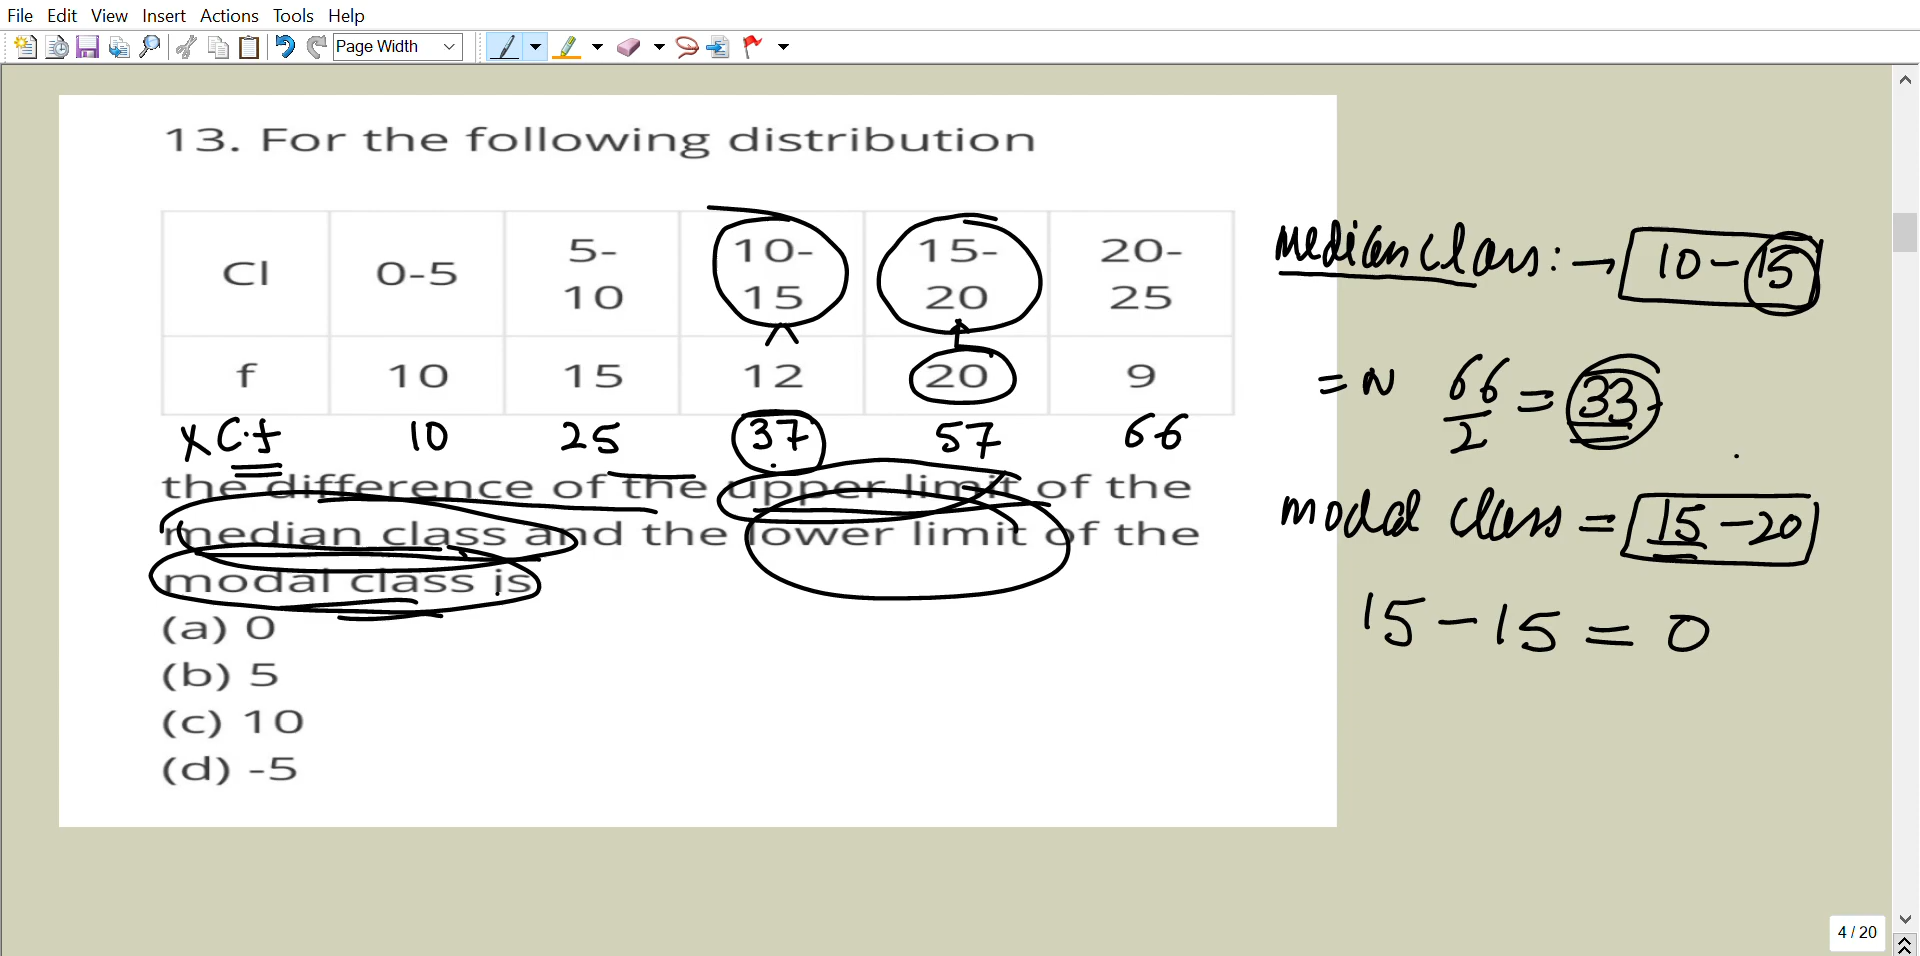 File Edit View Insert Actions Tools Help
Page Width
13. For the following distribution
Cl 0-5 5-10 10-15 15-20 20-25
f 10 15 12 20 9
X C.f 10 25 37 57 66
the difference of the upper limit of the
median class and the lower limit of the
modal class is
(a) 0
(b) 5
(c) 10
(d) -5
median class :→ 10-15
= N 66/2 = 33
modal class = 15-20
15-15 = 0
4 / 20